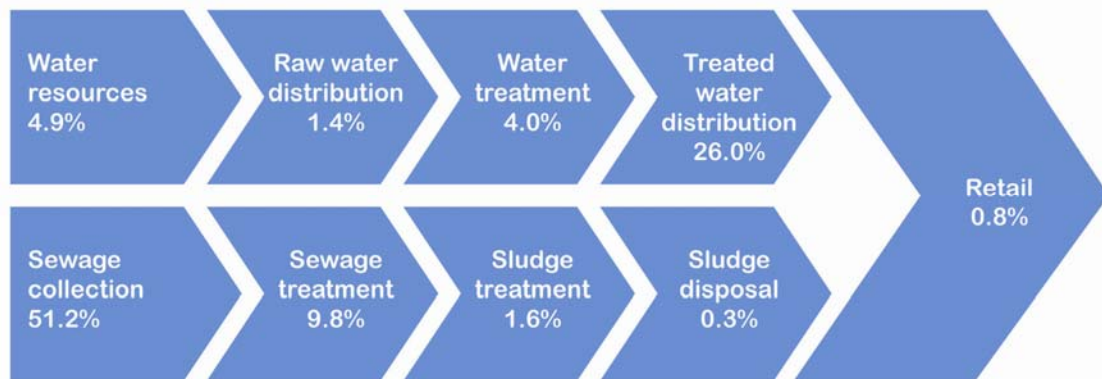 Water
resources
4.9%
Raw water
distribution
1.4%
Water
treatment
4.0%
Treated
water
distribution
26.0%
Retail
0.8%
Sewage
collection
51.2%
Sewage
treatment
9.8%
Sludge
treatment
1.6%
Sludge
disposal
0.3%